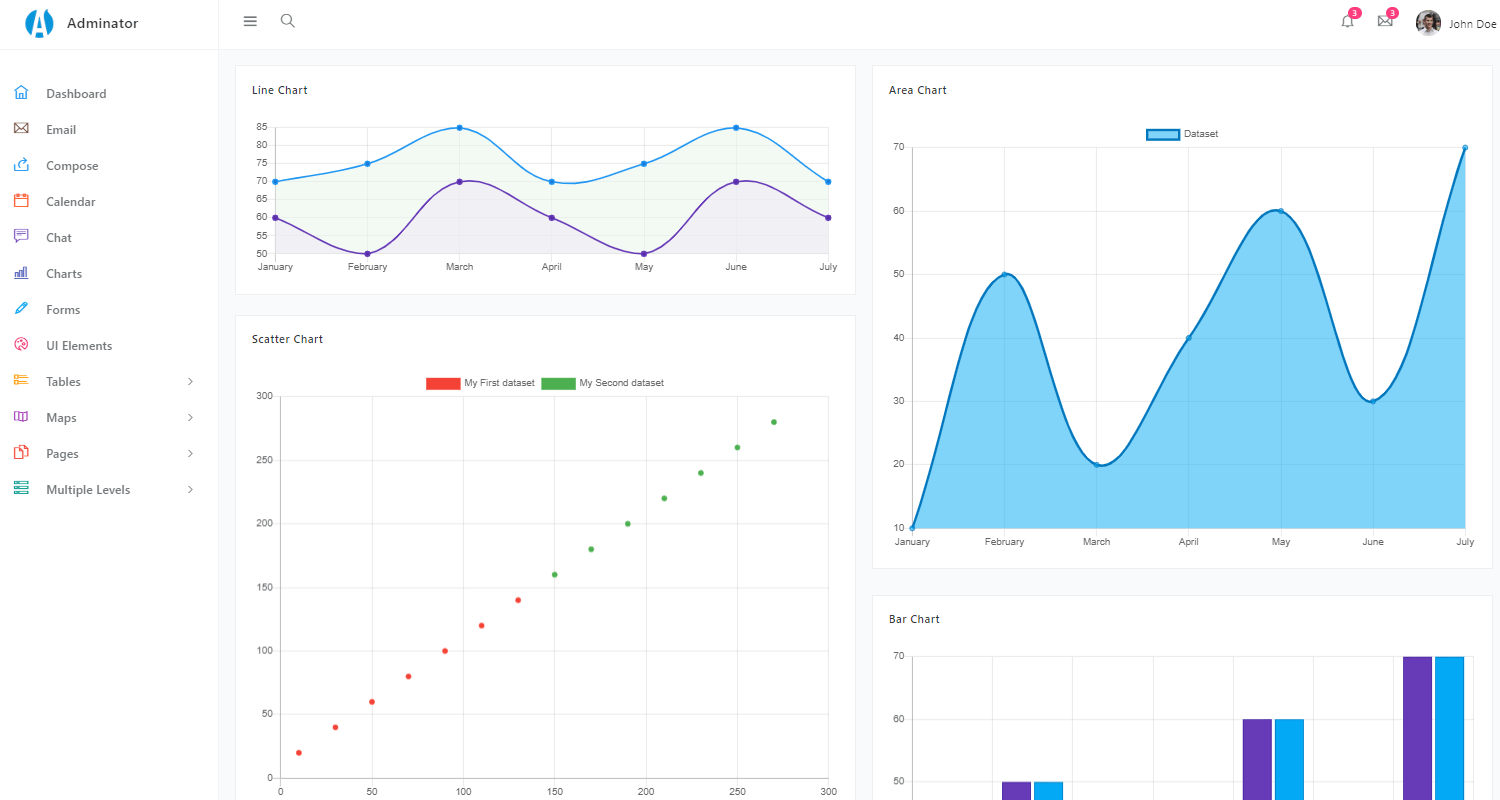 Adminator
3
3
John Doe
Dashboard
Email
Compose
Calendar
Chat
Charts
Forms
UI Elements
Tables
Maps
Pages
Multiple Levels
Line Chart
85
80
75
70
65
60
55
50
January February March April May June July
Scatter Chart
My First dataset My Second dataset
300
250
200
150
100
50
0
0 50 100 150 200 250 300
Area Chart
Dataset
70
60
50
40
30
20
10
January February March April May June July
Bar Chart
70
60
50